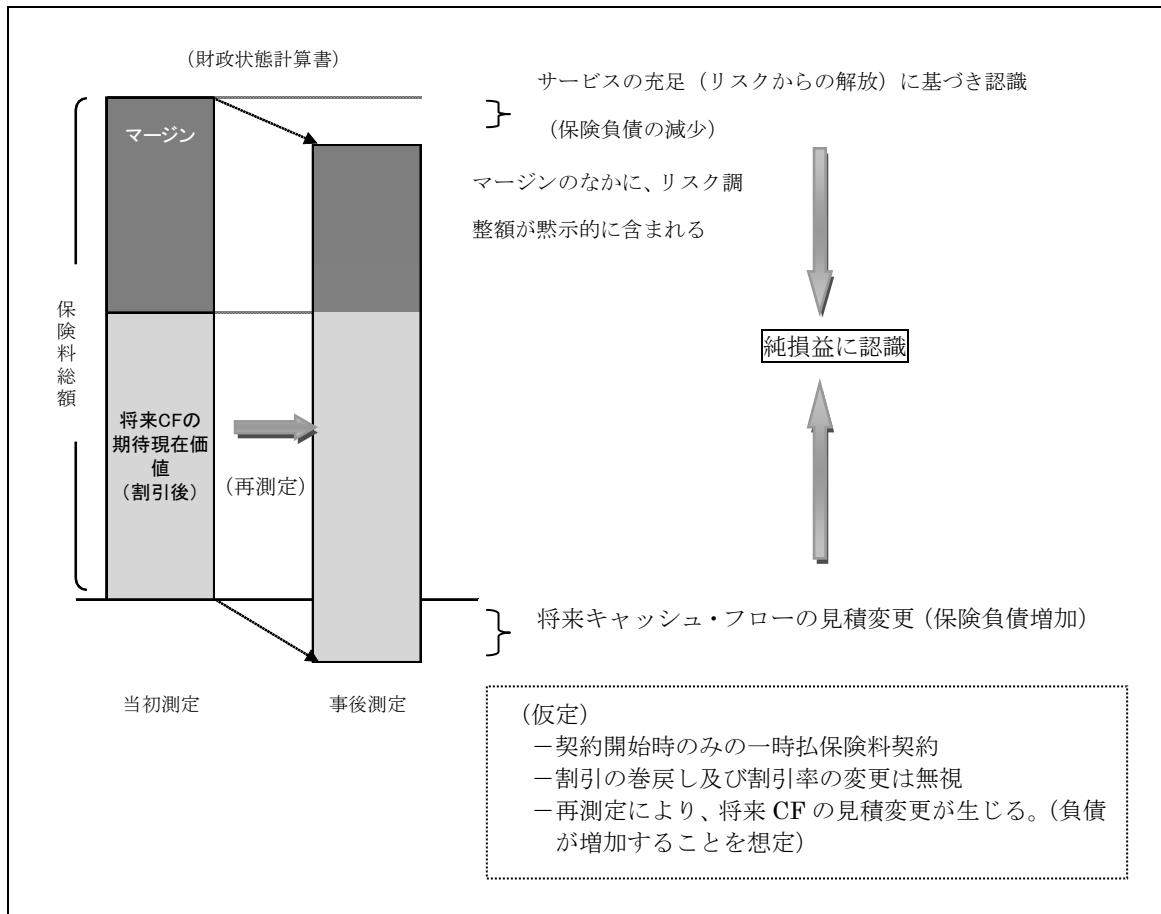 （財政状態計算書）
サービスの充足（リスクからの解放）に基づき認識
（保険負債の減少）
マージン
マージンのなかに、リスク調
整額が黙示的に含まれる
保険料総額
純損益に認識
将来CFの
期待現在価
値
（割引後）
（再測定）
将来キャッシュ・フローの見積変更（保険負債増加）
当初測定
事後測定
（仮定）
－契約開始時のみの一時払保険料契約
－割引の巻戻し及び割引率の変更は無視
－再測定により、将来 CF の見積変更が生じる。（負債
が増加することを想定）